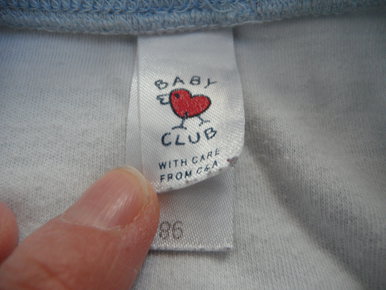 BABY
CLUB
WITH CARE
FROM C&A
86